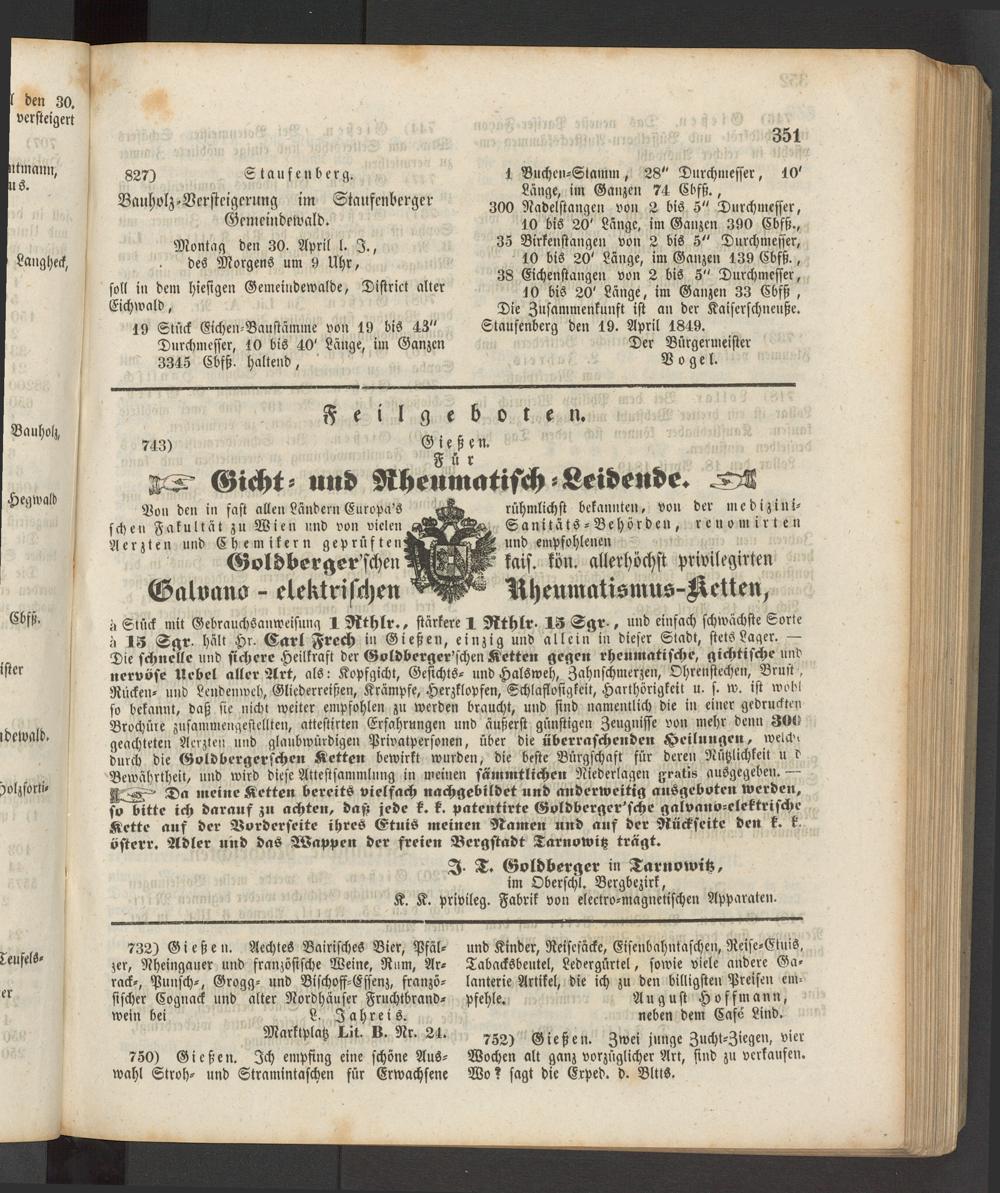 l den 30.
versteigert
ntmann,
us.
Langheck,
Bauholz,
Hegwald
Cbfß.
ister
ndewald.
Holzforti-
Teufels-
er
351
827) Staufenberg.
Bauholz-Versteigerung im Staufenberger
Gemeindewald.
Montag den 30. April l. J.,
des Morgens um 9 Uhr,
soll in dem hiesigen Gemeindewalde, District alter
Eichwald,
19 Stück Eichen-Baustämme von 19 bis 43"
Durchmesser, 10 bis 40' Länge, im Ganzen
3345 Cbfß. haltend,
1 Buchen-Stamm, 28" Durchmesser, 10'
Länge, im Ganzen 74 Cbfß.,
300 Nadelstangen von 2 bis 5" Durchmesser,
10 bis 20' Länge, im Ganzen 390 Cbfß.,
35 Birkenstangen von 2 bis 5" Durchmesser,
10 bis 20' Länge, im Ganzen 139 Cbfß.,
38 Eichenstangen von 2 bis 5" Durchmesser,
10 bis 20' Länge, im Ganzen 33 Cbfß,
Die Zusammenkunft ist an der Kaiserschneuße.
Staufenberg den 19. April 1849.
Der Bürgermeister
Vogel.
Feilgeboten.
743) Gießen.
Für
Gicht- und Rheumatisch-Leidende.
Von den in fast allen Ländern Europa's rühmlichst bekannten, von der medizini-
schen Fakultät zu Wien und von vielen Sanitäts-Behörden, renomirten
Aerzten und Chemikern geprüften und empfohlenen
Goldberger'schen kais. kön. allerhöchst privilegirten
Galvano-elektrischen Rheumatismus-Ketten,
à Stück mit Gebrauchsanweisung 1 Rthlr., stärkere 1 Rthlr. 15 Sgr., und einfach schwächste Sorte
à 15 Sgr. hält Hr. Carl Frech in Gießen, einzig und allein in dieser Stadt, stets Lager. —
Die schnelle und sichere Heilkraft der Goldberger'schen Ketten gegen rheumatische, gichtische und
nervöse Uebel aller Art, als: Kopfgicht, Gesichts- und Halsweh, Zahnschmerzen, Ohrenstechen, Brust,
Rücken- und Lendenweh, Gliederreißen, Krämpfe, Herzklopfen, Schlaflosigkeit, Harthörigkeit u. s. w. ist wohl
so bekannt, daß sie nicht weiter empfohlen zu werden braucht, und sind namentlich die in einer gedruckten
Brochüre zusammengestellten, attestirten Erfahrungen und äußerst günstigen Zeugnisse von mehr denn 300
geachteten Aerzten und glaubwürdigen Privatpersonen, über die überraschenden Heilungen, welche
durch die Goldbergerschen Ketten bewirkt wurden, die beste Bürgschaft für deren Nützlichkeit u d
Bewährtheit, und wird diese Attestsammlung in meinen sämmtlichen Niederlagen gratis ausgegeben. —
Da meine Ketten bereits vielfach nachgebildet und anderweitig ausgeboten werden,
so bitte ich darauf zu achten, daß jede k. k. patentirte Goldberger'sche galvano-elektrische
Kette auf der Vorderseite ihres Etuis meinen Namen und auf der Rückseite den k. k.
österr. Adler und das Wappen der freien Bergstadt Tarnowitz trägt.
J. T. Goldberger in Tarnowitz,
im Oberschl. Bergbezirk,
K. K. privileg. Fabrik von electro-magnetischen Apparaten.
732) Gießen. Aechtes Bairisches Bier, Pfäl-
zer, Rheingauer und französische Weine, Rum, Ar-
rack-, Punsch-, Grogg- und Bischoff-Essenz, franzö-
sischer Cognack und alter Nordhäuser Fruchtbrand-
wein bei L. Jahreis.
Marktplatz Lit. B. Nr. 24.
750) Gießen. Ich empfing eine schöne Aus-
wahl Stroh- und Stramintaschen für Erwachsene
und Kinder, Reisesäcke, Eisenbahntaschen, Reise-Etuis,
Tabacksbeutel, Ledergürtel, sowie viele andere Ga-
lanterie Artikel, die ich zu den billigsten Preisen em-
pfehle. August Hoffmann,
neben dem Café Lind.
752) Gießen. Zwei junge Zucht-Ziegen, vier
Wochen alt ganz vorzüglicher Art, sind zu verkaufen.
Wo? sagt die Exped. d. Blts.